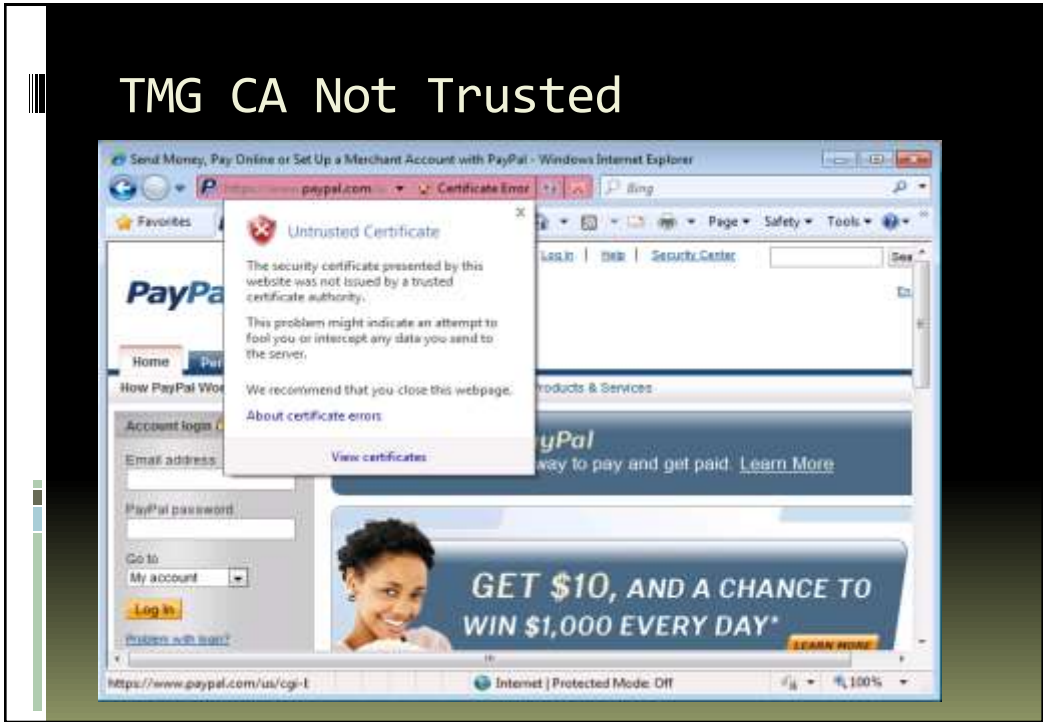 TMG CA Not Trusted
Send Money, Pay Online or Set Up a Merchant Account with PayPal - Windows Internet Explorer
paypal.com Certificate Error Bing
Favorites Page Safety Tools
Untrusted Certificate
The security certificate presented by this
website was not issued by a trusted
certificate authority.
This problem might indicate an attempt to
fool you or intercept any data you send to
the server.
We recommend that you close this webpage.
About certificate errors
View certificates
Log In | Help | Security Center
PayPa
Home
How PayPal Wor
roducts & Services
Account login
Email address
PayPal password
Go to
My account
Log In
Problem with login?
yPal
way to pay and get paid. Learn More
GET $10, AND A CHANCE TO
WIN $1,000 EVERY DAY*
LEARN MORE
https://www.paypal.com/us/cgi-b
Internet | Protected Mode: Off
100%